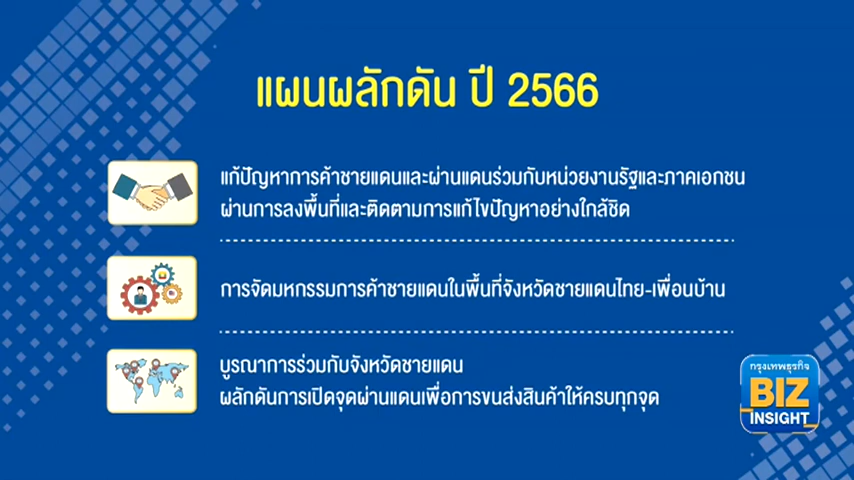 แผนผลักดัน ปี 2566
แก้ปัญหาการค้าชายแดนและผ่านแดนร่วมกับหน่วยงานรัฐและภาคเอกชน
ผ่านการลงพื้นที่และติดตามการแก้ไขปัญหาอย่างใกล้ชิด
การจัดมหกรรมการค้าชายแดนในพื้นที่จังหวัดชายแดนไทย-เพื่อนบ้าน
บูรณาการร่วมกับจังหวัดชายแดน
ผลักดันการเปิดจุดผ่านแดนเพื่อการขนส่งสินค้าให้ครบทุกจุด
กรุงเทพธุรกิจ
BIZ
INSIGHT